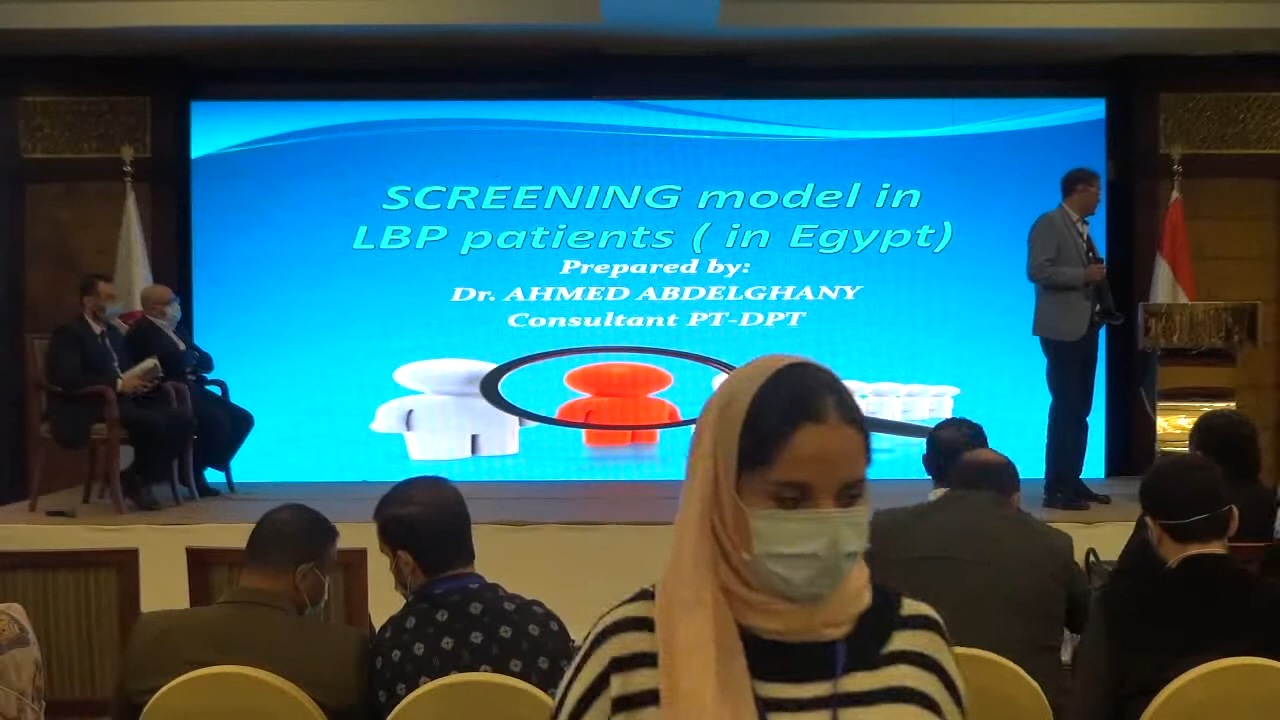 SCREENING model in
LBP patients ( in Egypt)
Prepared by:
Dr. AHMED ABDELGHANY
Consultant PT-DPT